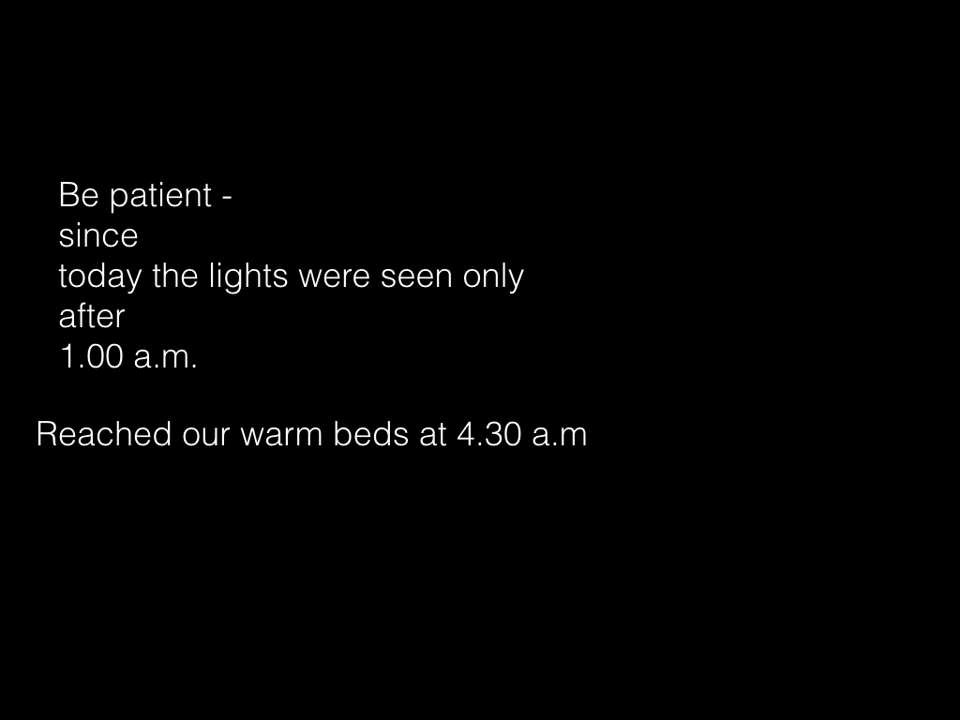 Be patient -
since
today the lights were seen only
after
1.00 a.m.
Reached our warm beds at 4.30 a.m